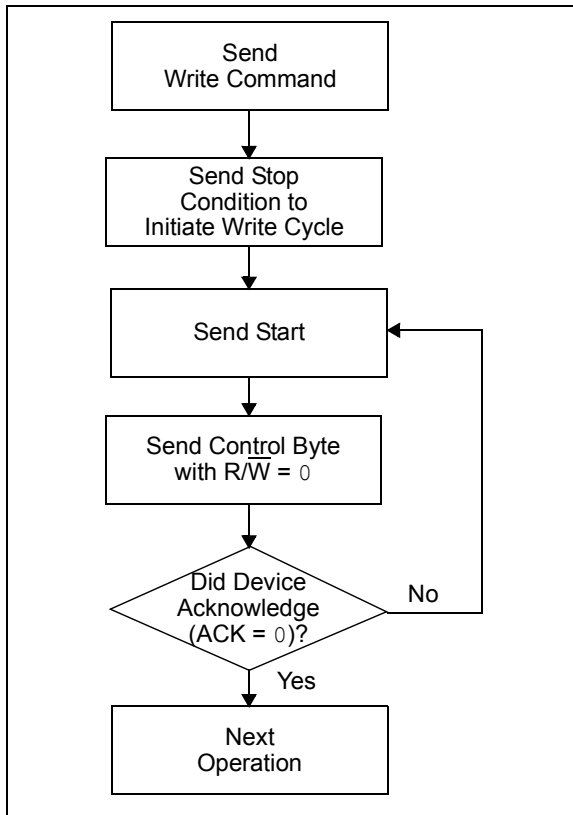 Send
Write Command
Send Stop
Condition to
Initiate Write Cycle
Send Start
Send Control Byte
with R/W̅ = 0
Did Device
Acknowledge
(ACK = 0)?
No
Yes
Next
Operation